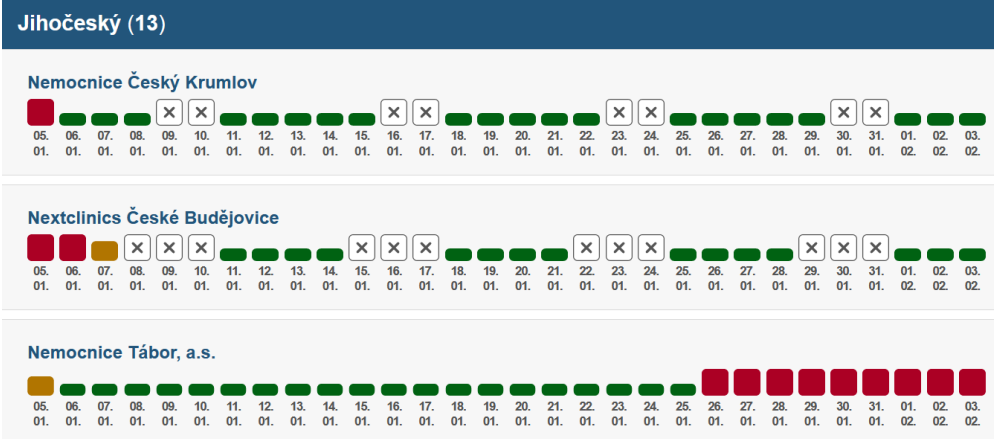 Jihočeský (13)
Nemocnice Český Krumlov
05. 06. 07. 08. 09. 10. 11. 12. 13. 14. 15. 16. 17. 18. 19. 20. 21. 22. 23. 24. 25. 26. 27. 28. 29. 30. 31. 01. 02. 03.
01. 01. 01. 01. 01. 01. 01. 01. 01. 01. 01. 01. 01. 01. 01. 01. 01. 01. 01. 01. 01. 01. 01. 01. 01. 01. 01. 02. 02. 02.
Nextclinics České Budějovice
05. 06. 07. 08. 09. 10. 11. 12. 13. 14. 15. 16. 17. 18. 19. 20. 21. 22. 23. 24. 25. 26. 27. 28. 29. 30. 31. 01. 02. 03.
01. 01. 01. 01. 01. 01. 01. 01. 01. 01. 01. 01. 01. 01. 01. 01. 01. 01. 01. 01. 01. 01. 01. 01. 01. 01. 01. 02. 02. 02.
Nemocnice Tábor, a.s.
05. 06. 07. 08. 09. 10. 11. 12. 13. 14. 15. 16. 17. 18. 19. 20. 21. 22. 23. 24. 25. 26. 27. 28. 29. 30. 31. 01. 02. 03.
01. 01. 01. 01. 01. 01. 01. 01. 01. 01. 01. 01. 01. 01. 01. 01. 01. 01. 01. 01. 01. 01. 01. 01. 01. 01. 01. 02. 02. 02.